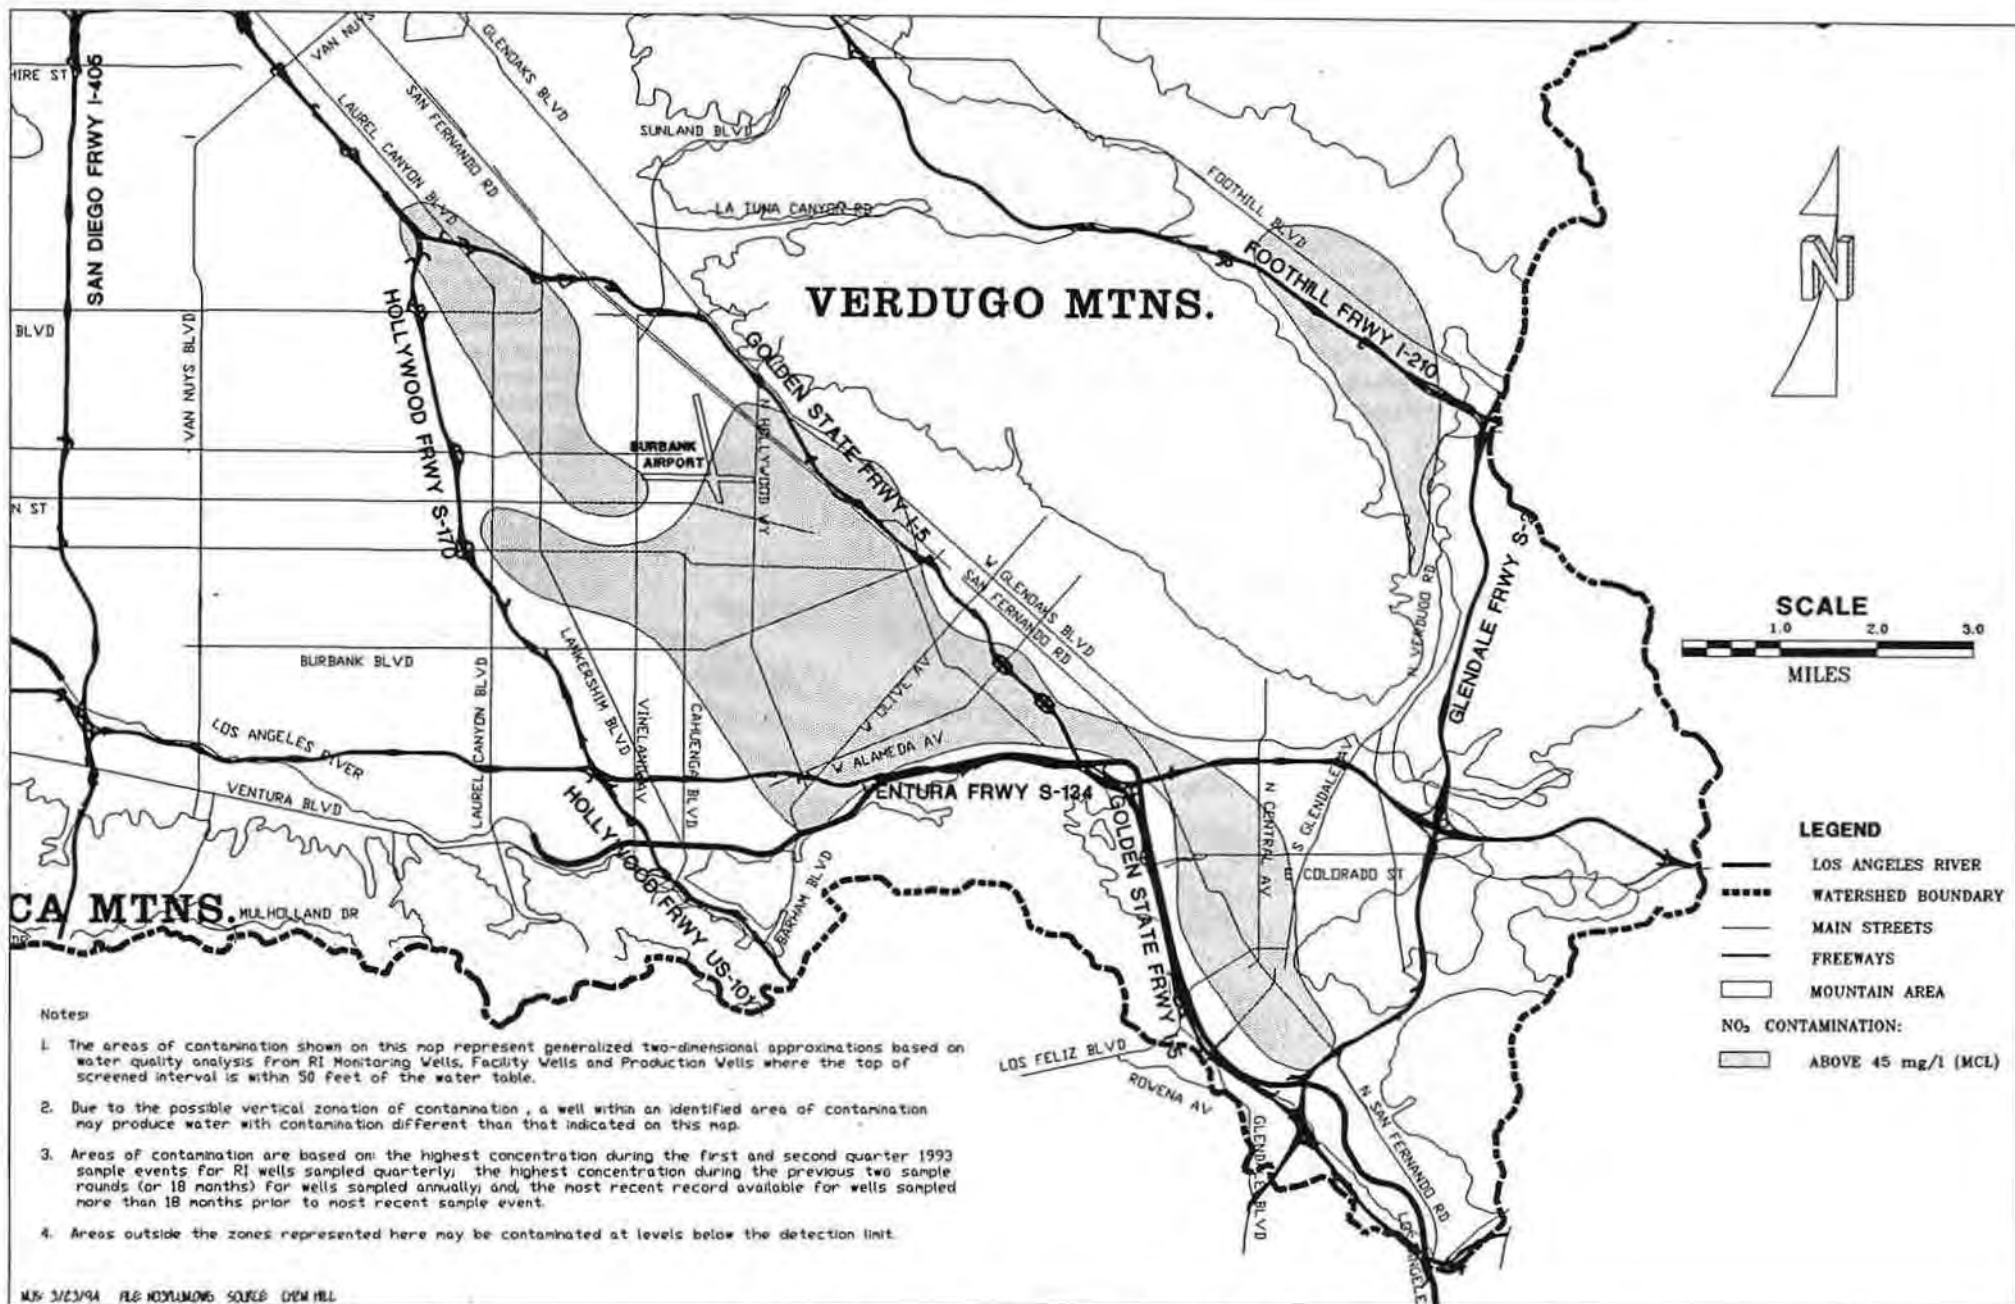 HIRE ST
SAN DIEGO FRWY I-405
VAN NUYS
GLENOAKS BLVD
LAUREL CANYON BLVD
SAN FERNANDO RD
SUNLAND BLVD
LA TUNA CANYON RD
FOOTHILL BLVD
FOOTHILL FRWY I-210
VERDUGO MTNS.
N
BLVD
VAN NUYS BLVD
HOLLYWOOD FRWY S-170
GOLDEN STATE FRWY I-5
N HOLLYWOOD WY
BURBANK
AIRPORT
N ST
W GLENOAKS BLVD
SAN FERNANDO RD
N VERDUGO RD
GLENDALE FRWY S-2
SCALE
1.0 2.0 3.0
MILES
BURBANK BLVD
LAUREL CANYON BLVD
LANKERSHIM BLVD
VINELAND AV
CAHUENGA BLVD
W OLIVE AV
W ALAMEDA AV
LOS ANGELES RIVER
VENTURA BLVD
VENTURA FRWY S-134
HOLLYWOOD FRWY US-101
GOLDEN STATE FRWY I-5
N CENTRAL AV
S GLENDALE AV
E COLORADO ST
BARHAM BLVD
CA MTNS.
MULHOLLAND DR
DR
LOS FELIZ BLVD
ROWENA AV
GLENDALE BLVD
N SAN FERNANDO RD
LOS ANGELE
LEGEND
LOS ANGELES RIVER
WATERSHED BOUNDARY
MAIN STREETS
FREEWAYS
MOUNTAIN AREA
NO₃ CONTAMINATION:
ABOVE 45 mg/l (MCL)
Notes:
1. The areas of contamination shown on this map represent generalized two-dimensional approximations based on
water quality analysis from RI Monitoring Wells, Facility Wells and Production Wells where the top of
screened interval is within 50 feet of the water table.
2. Due to the possible vertical zonation of contamination , a well within an identified area of contamination
may produce water with contamination different than that indicated on this map.
3. Areas of contamination are based on: the highest concentration during the first and second quarter 1993
sample events for RI wells sampled quarterly; the highest concentration during the previous two sample
rounds (or 18 months) for wells sampled annually; and, the most recent record available for wells sampled
more than 18 months prior to most recent sample event.
4. Areas outside the zones represented here may be contaminated at levels below the detection limit.
3/23/94 FILE: SOURCE: CH2M HILL